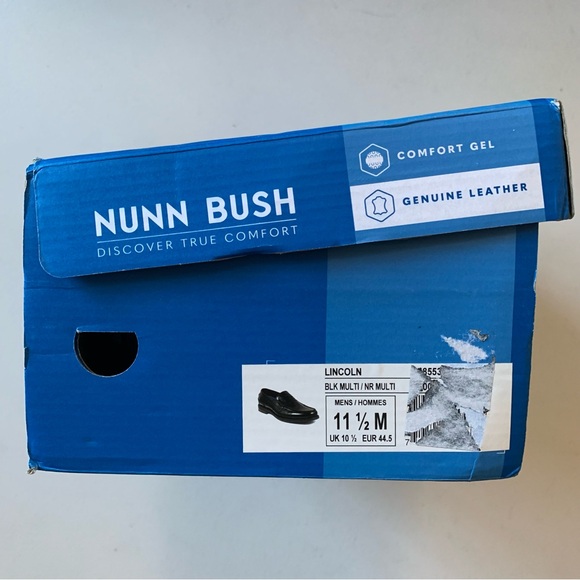 NUNN BUSH
DISCOVER TRUE COMFORT
COMFORT GEL
GENUINE LEATHER
LINCOLN
BLK MULTI / NR MULTI
MENS / HOMMES
11 ½ M
UK 10 ½ EUR 44.5